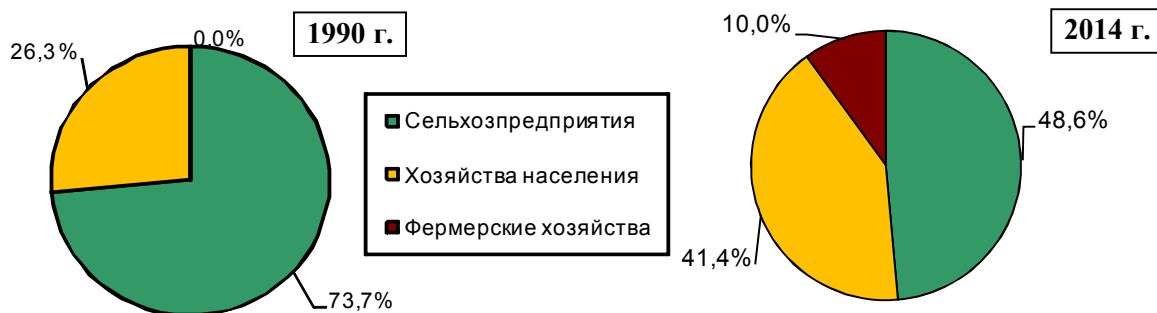 1990 г.
0,0%
26,3%
73,7%
Сельхозпредприятия
Хозяйства населения
Фермерские хозяйства
2014 г.
10,0%
48,6%
41,4%